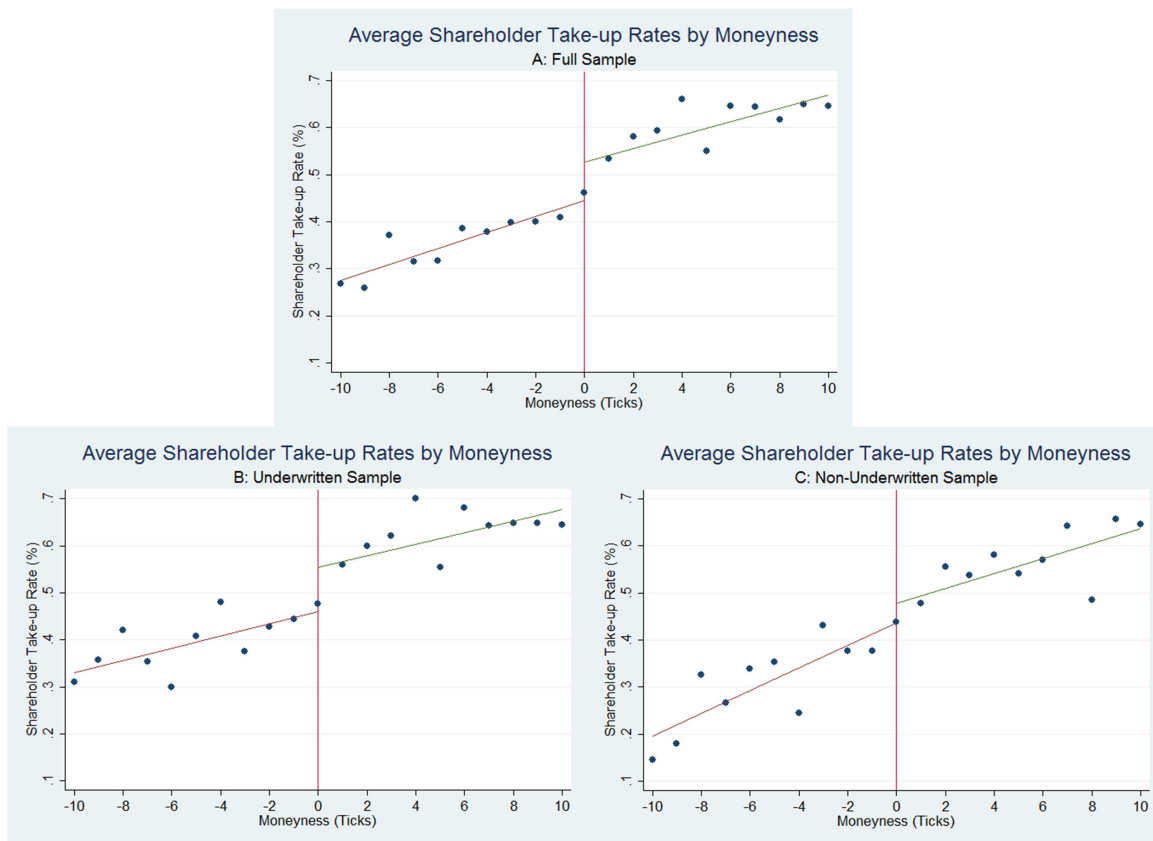 Average Shareholder Take-up Rates by Moneyness
A: Full Sample
Shareholder Take-up Rate (%)
.7
.6
.5
.4
.3
.2
.1
-10 -8 -6 -4 -2 0 2 4 6 8 10
Moneyness (Ticks)
Average Shareholder Take-up Rates by Moneyness
B: Underwritten Sample
Shareholder Take-up Rate (%)
.7
.6
.5
.4
.3
.2
.1
-10 -8 -6 -4 -2 0 2 4 6 8 10
Moneyness (Ticks)
Average Shareholder Take-up Rates by Moneyness
C: Non-Underwritten Sample
Shareholder Take-up Rate (%)
.7
.6
.5
.4
.3
.2
.1
-10 -8 -6 -4 -2 0 2 4 6 8 10
Moneyness (Ticks)